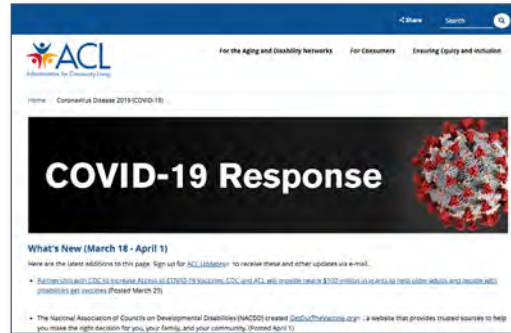 Share Search
ACL
Administration for Community Living
For the Aging and Disability Networks For Consumers Ensuring Equity and Inclusion
Home Coronavirus Disease 2019 (COVID-19)
COVID-19 Response
What's New (March 18 - April 1)
Here are the latest additions to this page. Sign up for ACL Updates to receive these and other updates via e-mail.
Partnership with CDC to Increase Access to COVID-19 Vaccines: CDC and ACL will provide nearly $100 million in grants to help older adults and people with
disabilities get vaccines (Posted March 29)
The National Association of Councils on Developmental Disabilities (NACDD) created GetOutTheVaccine.org, a website that provides trusted sources to help
you make the right decision for you, your family, and your community. (Posted April 1)